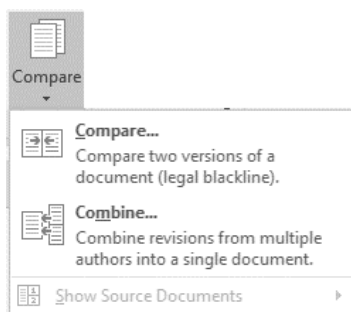 Compare
Compare...
Compare two versions of a
document (legal blackline).
Combine...
Combine revisions from multiple
authors into a single document.
Show Source Documents